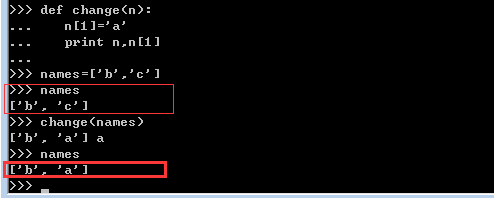 >>> def change(n):
...     n[1]='a'
...     print n,n[1]
...
>>> names=['b','c']
>>> names
['b', 'c']
>>> change(names)
['b', 'a'] a
>>> names
['b', 'a']
>>>